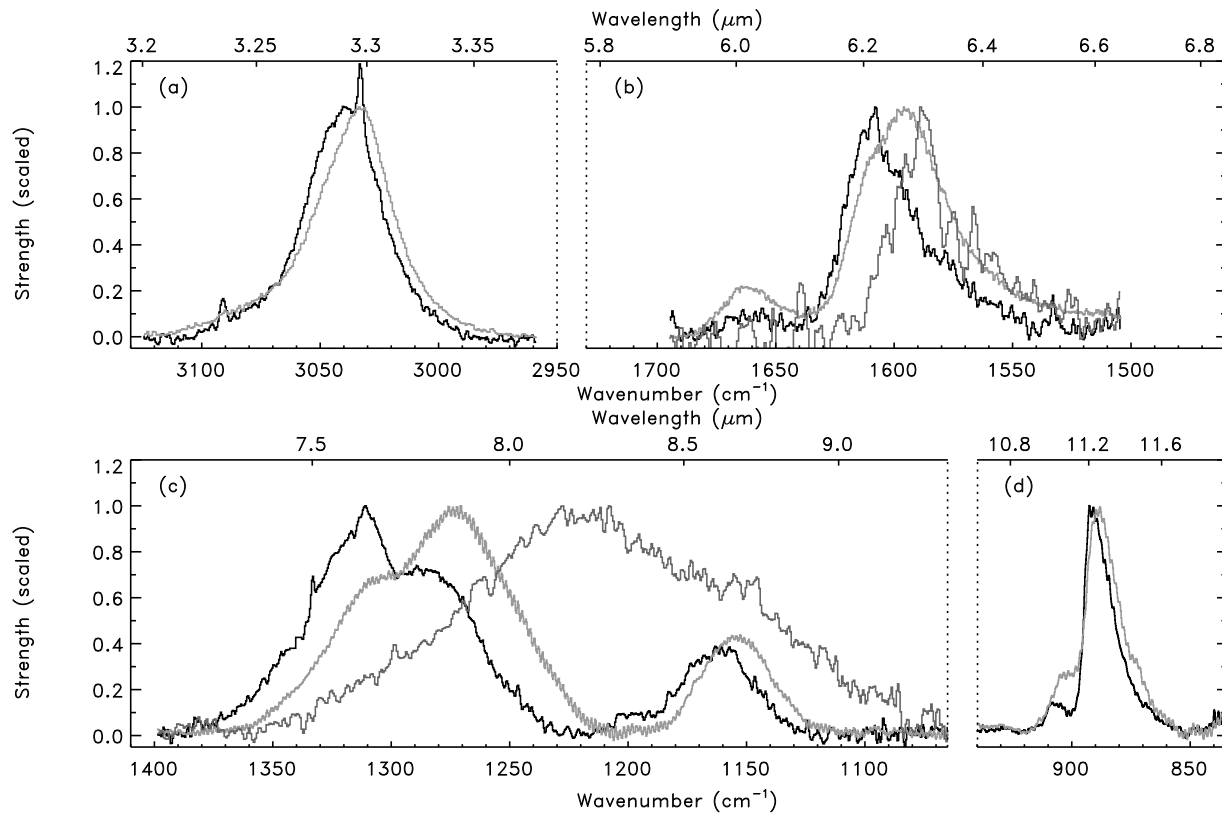 Wavelength (μm)
3.2 3.25 3.3 3.35 5.8 6.0 6.2 6.4 6.6 6.8
(a) (b)
Strength (scaled)
1.2
1.0
0.8
0.6
0.4
0.2
0.0
3100 3050 3000 2950 1700 1650 1600 1550 1500
Wavenumber (cm⁻¹)
Wavelength (μm)
7.5 8.0 8.5 9.0 10.8 11.2 11.6
(c) (d)
Strength (scaled)
1.2
1.0
0.8
0.6
0.4
0.2
0.0
1400 1350 1300 1250 1200 1150 1100 900 850
Wavenumber (cm⁻¹)